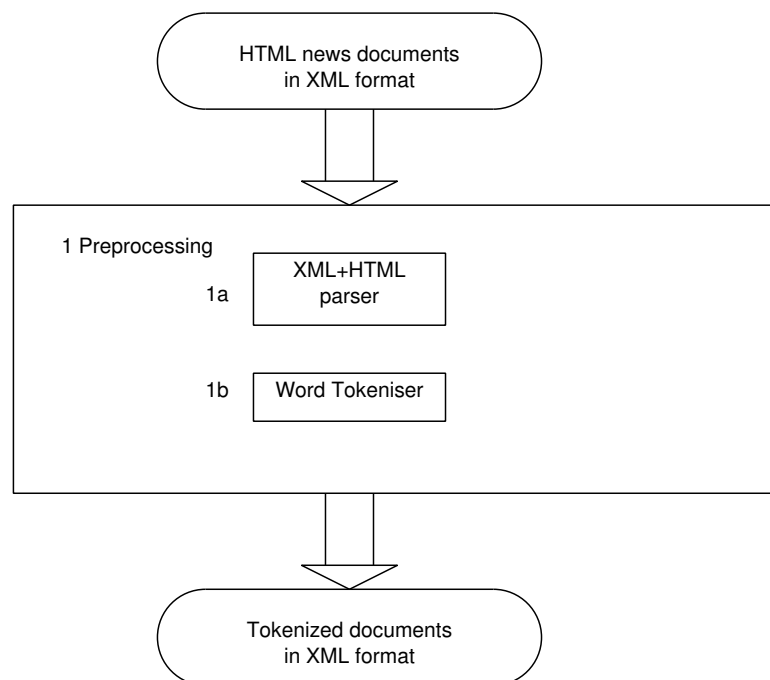 HTML news documents
in XML format
1 Preprocessing
XML+HTML
1a
parser
1b
Word Tokeniser
Tokenized documents
in XML format